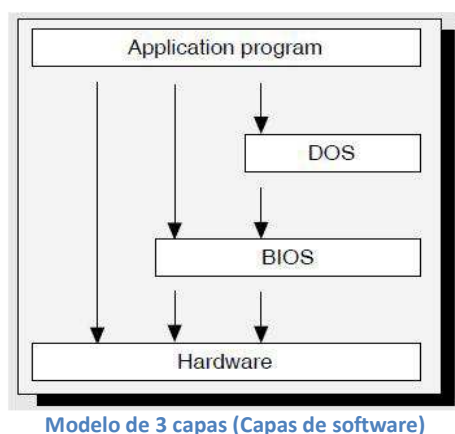 Application program
DOS
BIOS
Hardware
Modelo de 3 capas (Capas de software)